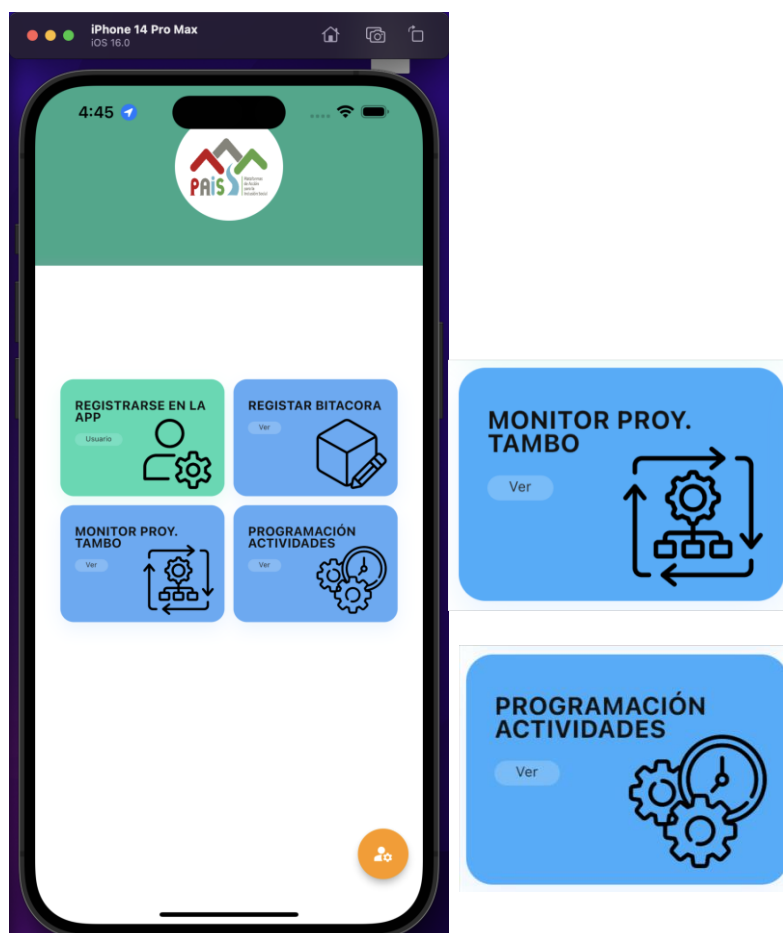 iPhone 14 Pro Max
iOS 16.0
4:45
PAiS
REGISTRARSE EN LA
APP
Usuario
REGISTAR BITACORA
Ver
MONITOR PROY.
TAMBO
Ver
PROGRAMACIÓN
ACTIVIDADES
Ver
MONITOR PROY.
TAMBO
Ver
PROGRAMACIÓN
ACTIVIDADES
Ver